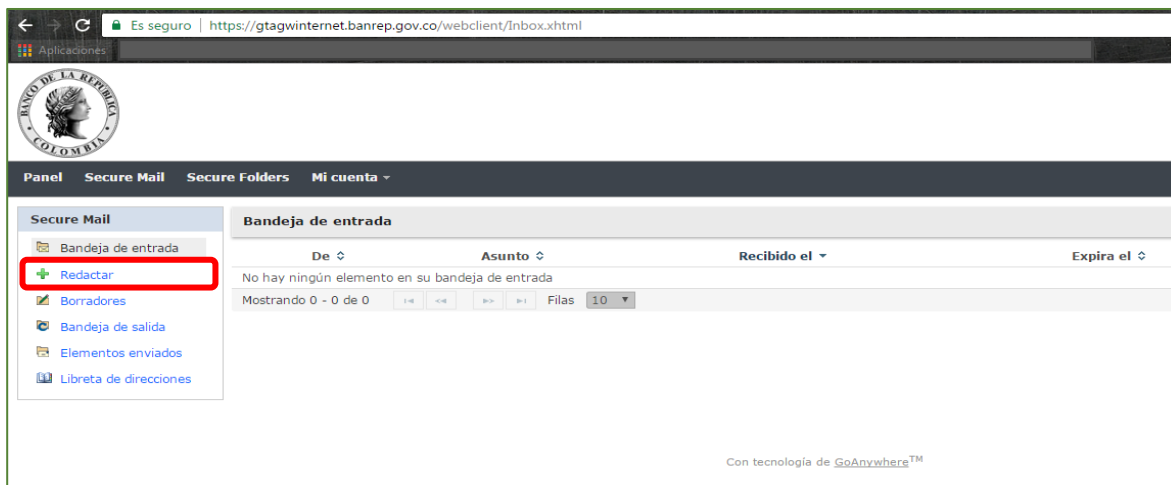 Es seguro | https://gtagwinternet.banrep.gov.co/webclient/Inbox.xhtml
Aplicaciones
BANCO DE LA REPÚBLICA
COLOMBIA
Panel Secure Mail Secure Folders Mi cuenta
Secure Mail
Bandeja de entrada
Redactar
Borradores
Bandeja de salida
Elementos enviados
Libreta de direcciones
Bandeja de entrada
De Asunto Recibido el Expira el
No hay ningún elemento en su bandeja de entrada
Mostrando 0 - 0 de 0 Filas 10
Con tecnología de GoAnywhere™